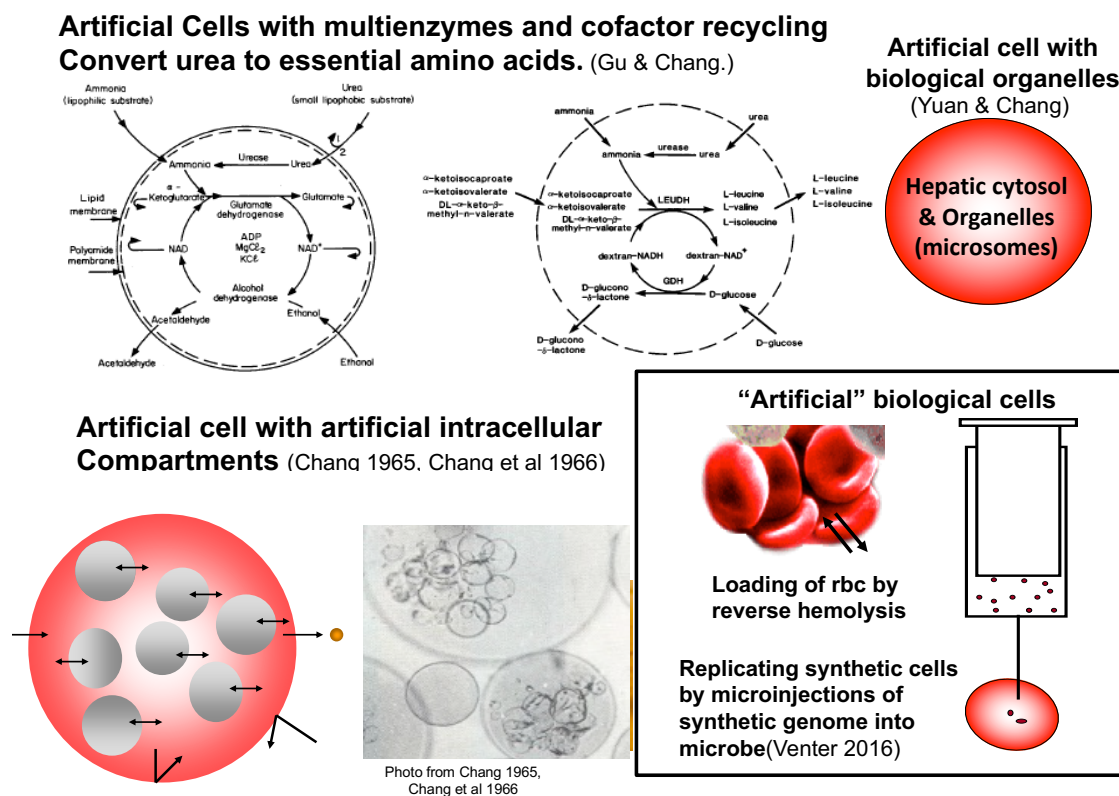 Artificial Cells with multienzymes and cofactor recycling
Convert urea to essential amino acids. (Gu & Chang.)
Artificial cell with
biological organelles
(Yuan & Chang)
Hepatic cytosol
& Organelles
(microsomes)
Ammonia
(lipophilic substrate)
Urea
(small lipophobic substrate)
1
2
Ammonia
Urease
Urea
α-
Ketoglutarate
Glutamate
Glutamate
dehydrogenase
Lipid
membrane
Polyamide
membrane
ADP
MgCℓ2
KCℓ
NAD
NAD+
Alcohol
dehydrogenase
Acetaldehyde
Ethanol
Acetaldehyde
Ethanol
ammonia
urea
ammonia
urease
urea
α-ketoisocaproate
α-ketoisovalerate
DL-α-keto-β-
methyl-n-valerate
α-ketoisocaproate
α-ketoisovalerate
DL-α-keto-β-
methyl-n-valerate
LEUDH
L-leucine
L-valine
L-isoleucine
L-leucine
L-valine
L-isoleucine
dextran-NADH
dextran-NAD+
GDH
D-glucono
-δ-lactone
D-glucose
D-glucono
-δ-lactone
D-glucose
Artificial cell with artificial intracellular
Compartments (Chang 1965, Chang et al 1966)
Photo from Chang 1965,
Chang et al 1966
“Artificial” biological cells
Loading of rbc by
reverse hemolysis
Replicating synthetic cells
by microinjections of
synthetic genome into
microbe(Venter 2016)